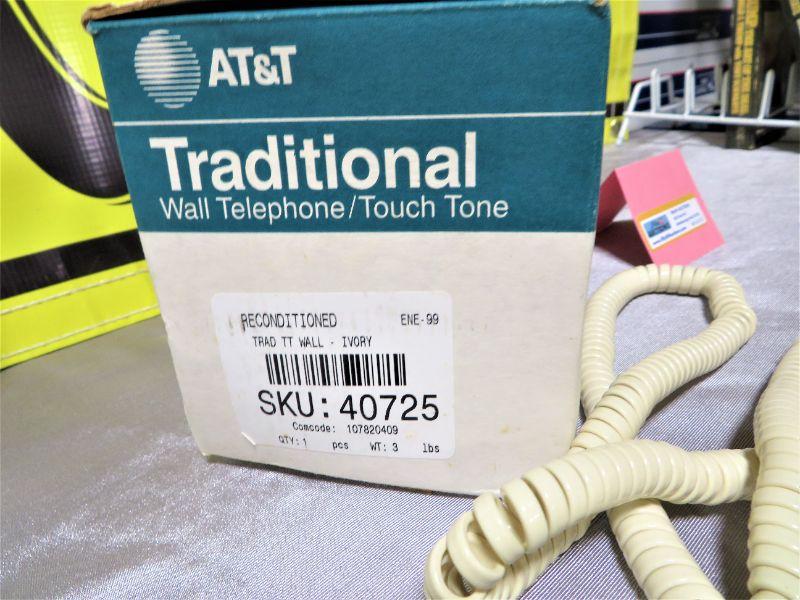 AT&T
Traditional
Wall Telephone/Touch Tone
RECONDITIONED ENE-99
TRAD TT WALL - IVORY
SKU: 40725
Comcode: 107820409
QTY: 1 pcs WT: 3 lbs